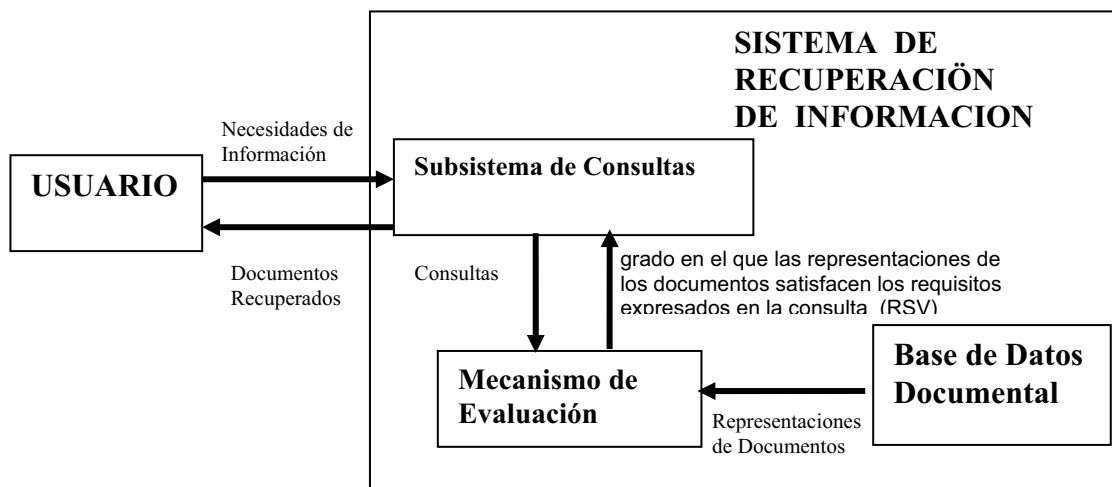 SISTEMA DE
RECUPERACIÖN
DE INFORMACION
Necesidades de
Información
USUARIO
Subsistema de Consultas
Documentos
Recuperados
Consultas
grado en el que las representaciones de
los documentos satisfacen los requisitos
expresados en la consulta (RSV)
Mecanismo de
Evaluación
Base de Datos
Documental
Representaciones
de Documentos